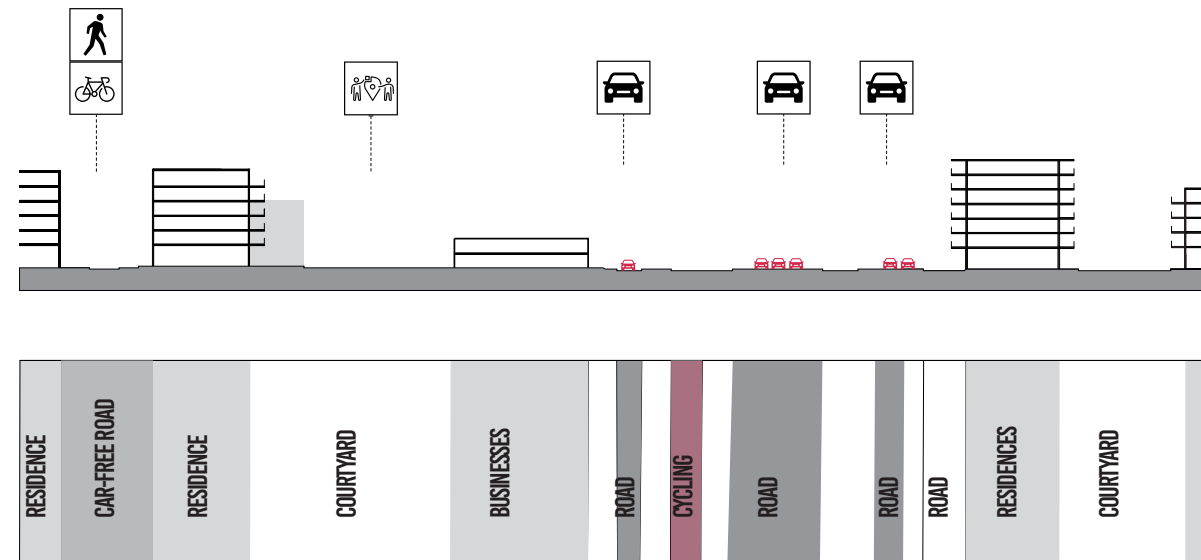 RESIDENCE
CAR-FREE ROAD
RESIDENCE
COURTYARD
BUSINESSES
ROAD
CYCLING
ROAD
ROAD
ROAD
RESIDENCES
COURTYARD